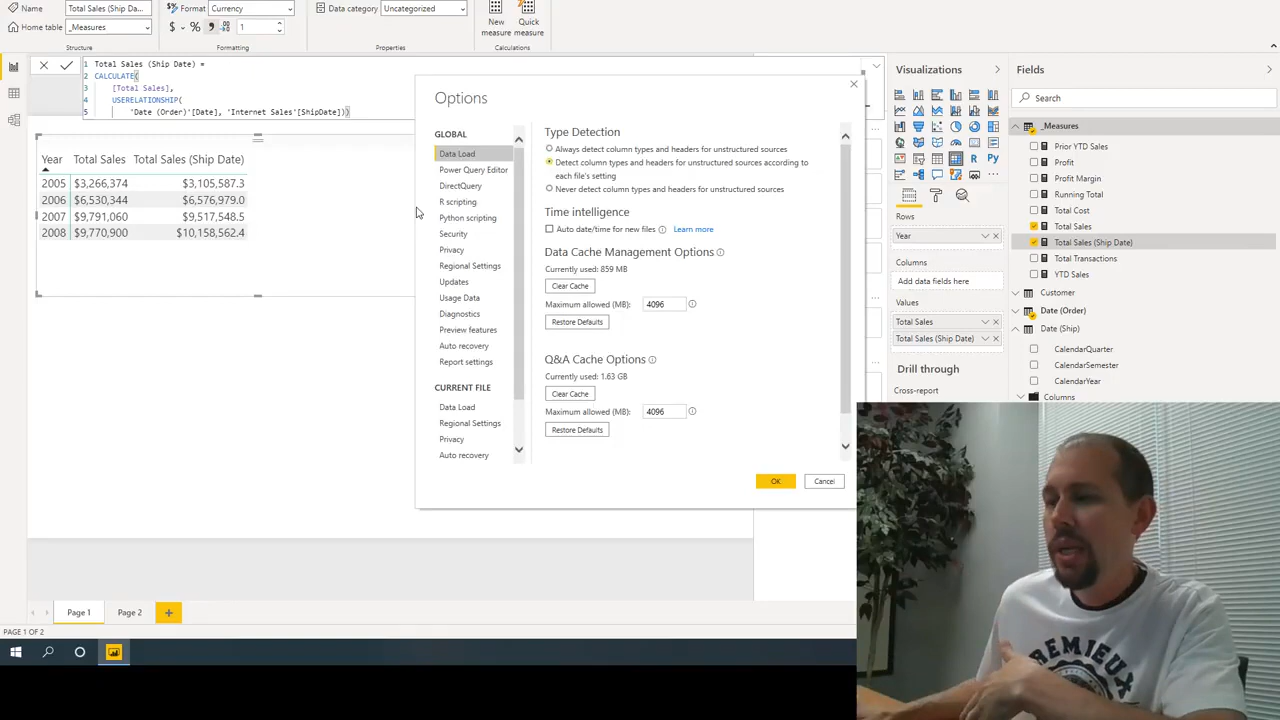 Name
Total Sales (Ship Da...
Format
Currency
Data category
Uncategorized
Home table
_Measures
$
%
1
New
measure
Quick
measure
Structure
Formatting
Properties
Calculations
1 Total Sales (Ship Date) =
2 CALCULATE(
3 [Total Sales],
4 USERELATIONSHIP(
5 'Date (Order)'[Date], 'Internet Sales'[ShipDate]))
Year Total Sales Total Sales (Ship Date)
2005 $3,266,374 $3,105,587.3
2006 $6,530,344 $6,576,979.0
2007 $9,791,060 $9,517,548.5
2008 $9,770,900 $10,158,562.4
Options
GLOBAL
Data Load
Power Query Editor
DirectQuery
R scripting
Python scripting
Security
Privacy
Regional Settings
Updates
Usage Data
Diagnostics
Preview features
Auto recovery
Report settings
CURRENT FILE
Data Load
Regional Settings
Privacy
Auto recovery
Type Detection
Always detect column types and headers for unstructured sources
Detect column types and headers for unstructured sources according to
each file's setting
Never detect column types and headers for unstructured sources
Time intelligence
Auto date/time for new files
Learn more
Data Cache Management Options
Currently used: 859 MB
Clear Cache
Maximum allowed (MB): 4096
Restore Defaults
Q&A Cache Options
Currently used: 1.63 GB
Clear Cache
Maximum allowed (MB): 4096
Restore Defaults
OK
Cancel
Visualizations
R Py
Rows
Year
Columns
Add data fields here
Values
Total Sales
Total Sales (Ship Date)
Drill through
Cross-report
Fields
Search
_Measures
Prior YTD Sales
Profit
Profit Margin
Running Total
Total Cost
Total Sales
Total Sales (Ship Date)
Total Transactions
YTD Sales
Customer
Date (Order)
Date (Ship)
CalendarQuarter
CalendarSemester
CalendarYear
Columns
Page 1
Page 2
PAGE 1 OF 2
REMIEUX